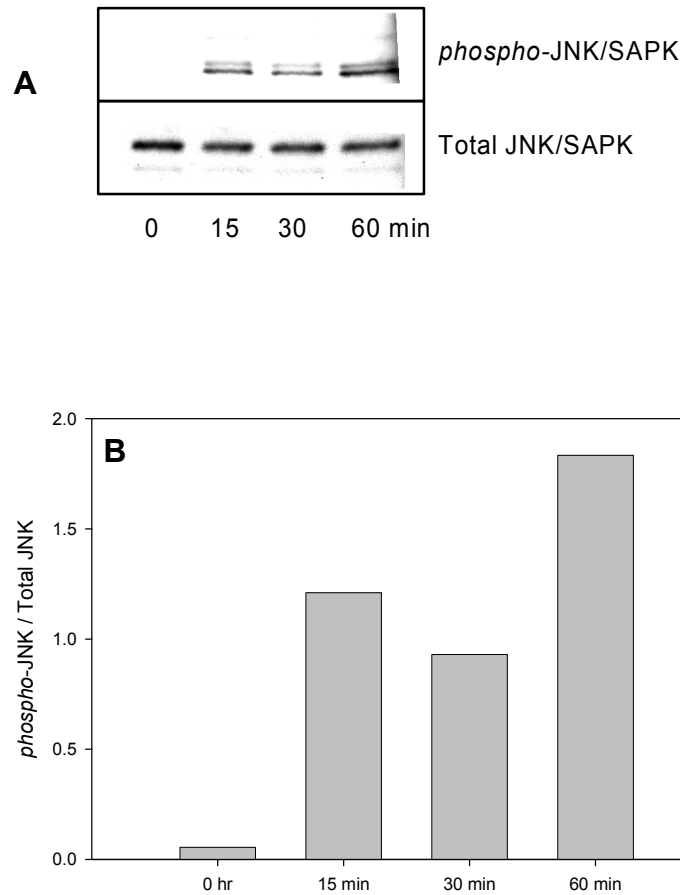 A
phospho-JNK/SAPK
Total JNK/SAPK
0 15 30 60 min
B
phospho-JNK / Total JNK
2.0
1.5
1.0
0.5
0.0
0 hr 15 min 30 min 60 min